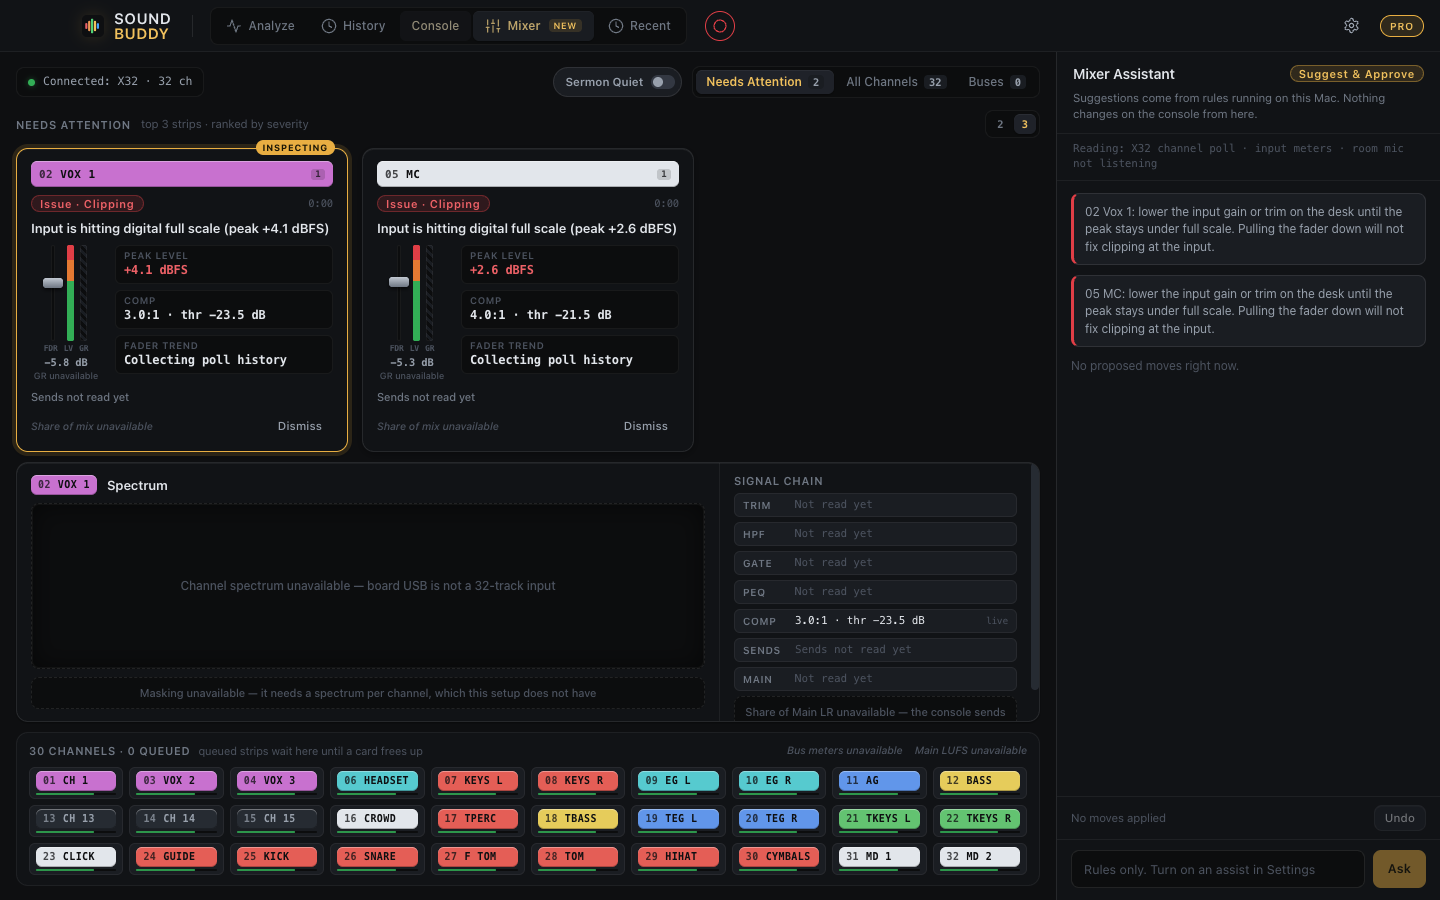 SOUND
BUDDY
Analyze
History
Console
Mixer NEW
Recent
PRO
Connected: X32 · 32 ch
Sermon Quiet
Needs Attention 2
All Channels 32
Buses 0
NEEDS ATTENTION top 3 strips · ranked by severity
2 3
INSPECTING
02 VOX 1 1
Issue · Clipping 0:00
Input is hitting digital full scale (peak +4.1 dBFS)
PEAK LEVEL
+4.1 dBFS
COMP
3.0:1 · thr −23.5 dB
FADER TREND
Collecting poll history
FDR LV GR
−5.8 dB
GR unavailable
Sends not read yet
Share of mix unavailable Dismiss
05 MC 1
Issue · Clipping 0:00
Input is hitting digital full scale (peak +2.6 dBFS)
PEAK LEVEL
+2.6 dBFS
COMP
4.0:1 · thr −21.5 dB
FADER TREND
Collecting poll history
FDR LV GR
−5.3 dB
GR unavailable
Sends not read yet
Share of mix unavailable Dismiss
02 VOX 1 Spectrum
Channel spectrum unavailable — board USB is not a 32-track input
Masking unavailable — it needs a spectrum per channel, which this setup does not have
SIGNAL CHAIN
TRIM Not read yet
HPF Not read yet
GATE Not read yet
PEQ Not read yet
COMP 3.0:1 · thr −23.5 dB live
SENDS Sends not read yet
MAIN Not read yet
Share of Main LR unavailable — the console sends
30 CHANNELS · 0 QUEUED queued strips wait here until a card frees up
Bus meters unavailable Main LUFS unavailable
01 CH 1
03 VOX 2
04 VOX 3
06 HEADSET
07 KEYS L
08 KEYS R
09 EG L
10 EG R
11 AG
12 BASS
13 CH 13
14 CH 14
15 CH 15
16 CROWD
17 TPERC
18 TBASS
19 TEG L
20 TEG R
21 TKEYS L
22 TKEYS R
23 CLICK
24 GUIDE
25 KICK
26 SNARE
27 F TOM
28 TOM
29 HIHAT
30 CYMBALS
31 MD 1
32 MD 2
Mixer Assistant
Suggest & Approve
Suggestions come from rules running on this Mac. Nothing
changes on the console from here.
Reading: X32 channel poll · input meters · room mic
not listening
02 Vox 1: lower the input gain or trim on the desk until the
peak stays under full scale. Pulling the fader down will not
fix clipping at the input.
05 MC: lower the input gain or trim on the desk until the
peak stays under full scale. Pulling the fader down will not
fix clipping at the input.
No proposed moves right now.
No moves applied
Undo
Rules only. Turn on an assist in Settings
Ask